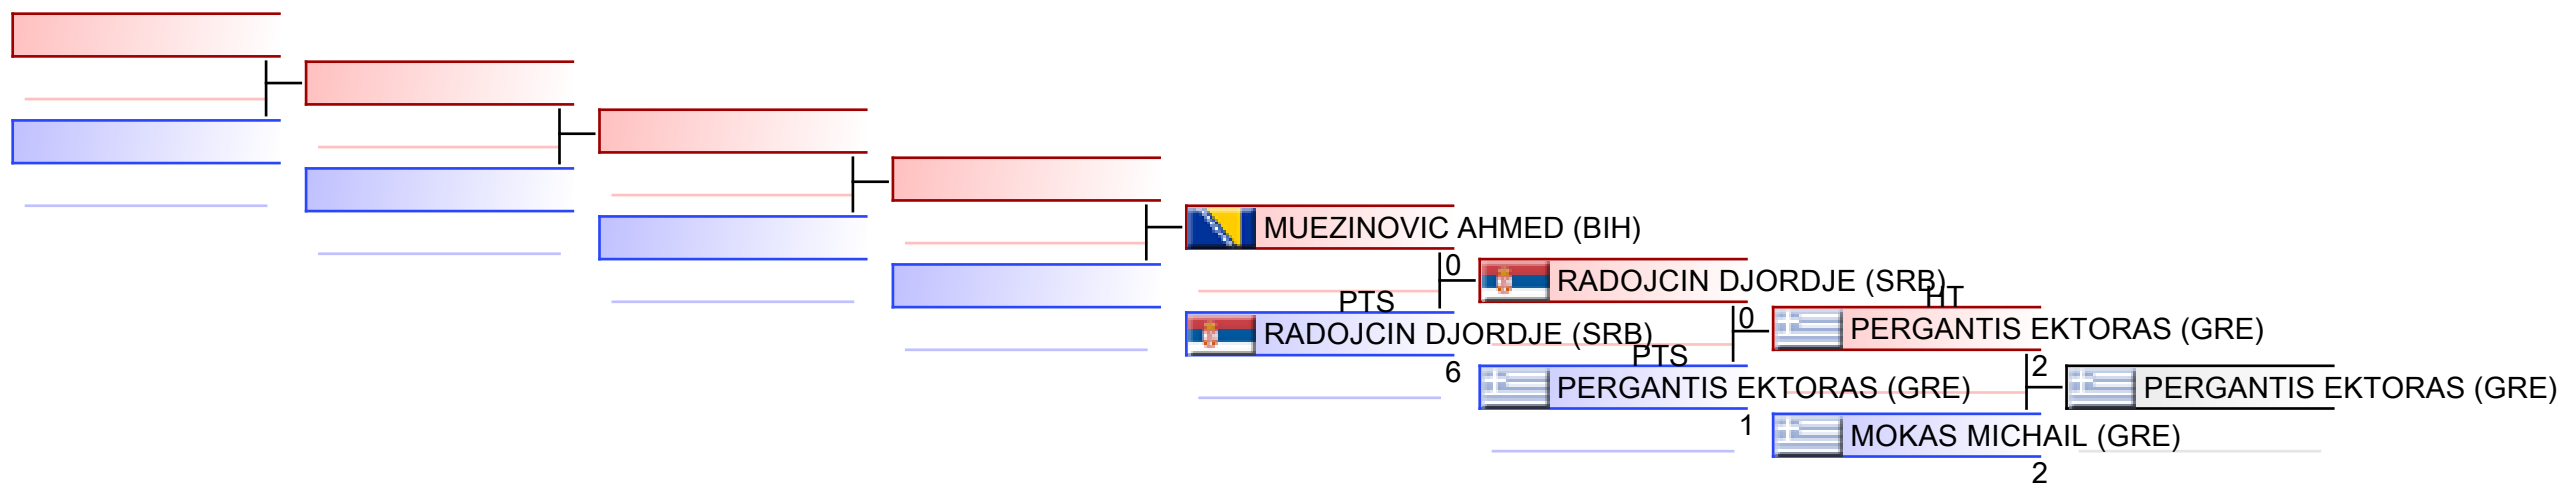 MUEZINOVIC AHMED (BIH)
0
PTS
RADOJCIN DJORDJE (SRB)
6
RADOJCIN DJORDJE (SRB)
0
PTS
PERGANTIS EKTORAS (GRE)
1
HT
PERGANTIS EKTORAS (GRE)
2
MOKAS MICHAIL (GRE)
2
PERGANTIS EKTORAS (GRE)